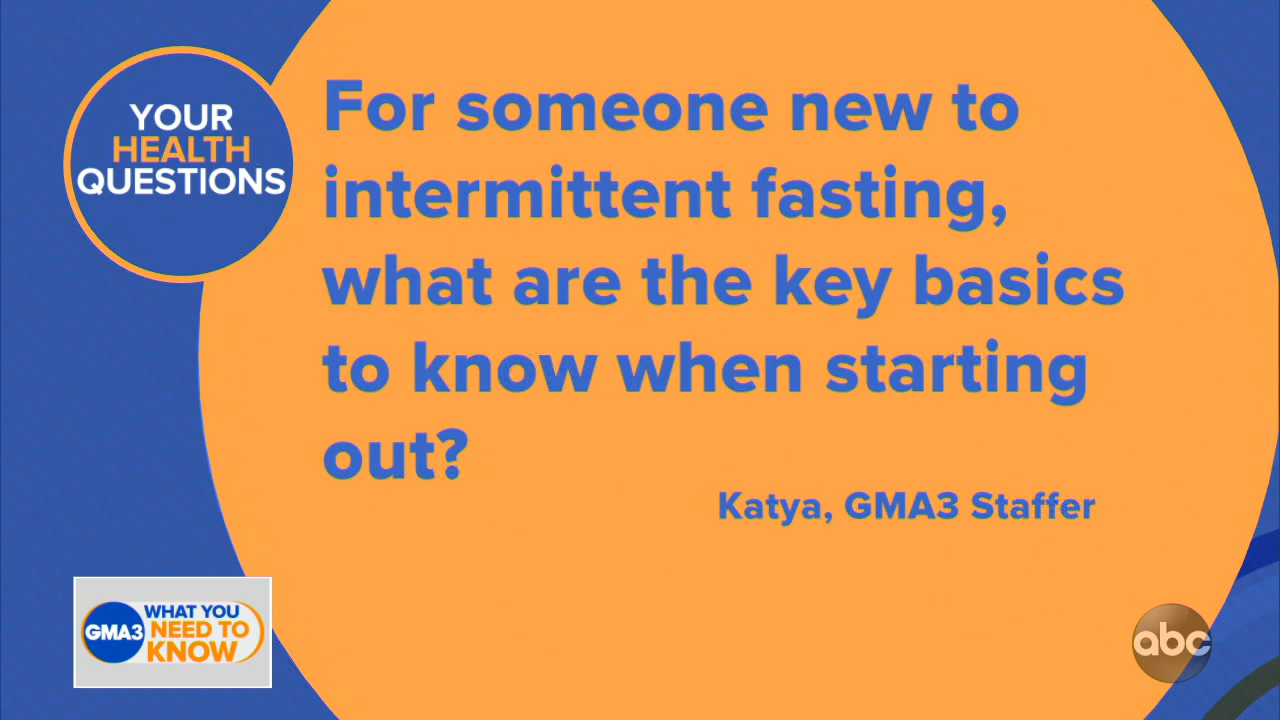 YOUR
HEALTH
QUESTIONS
For someone new to
intermittent fasting,
what are the key basics
to know when starting
out?
Katya, GMA3 Staffer
GMA3
WHAT YOU
NEED TO
KNOW
abc